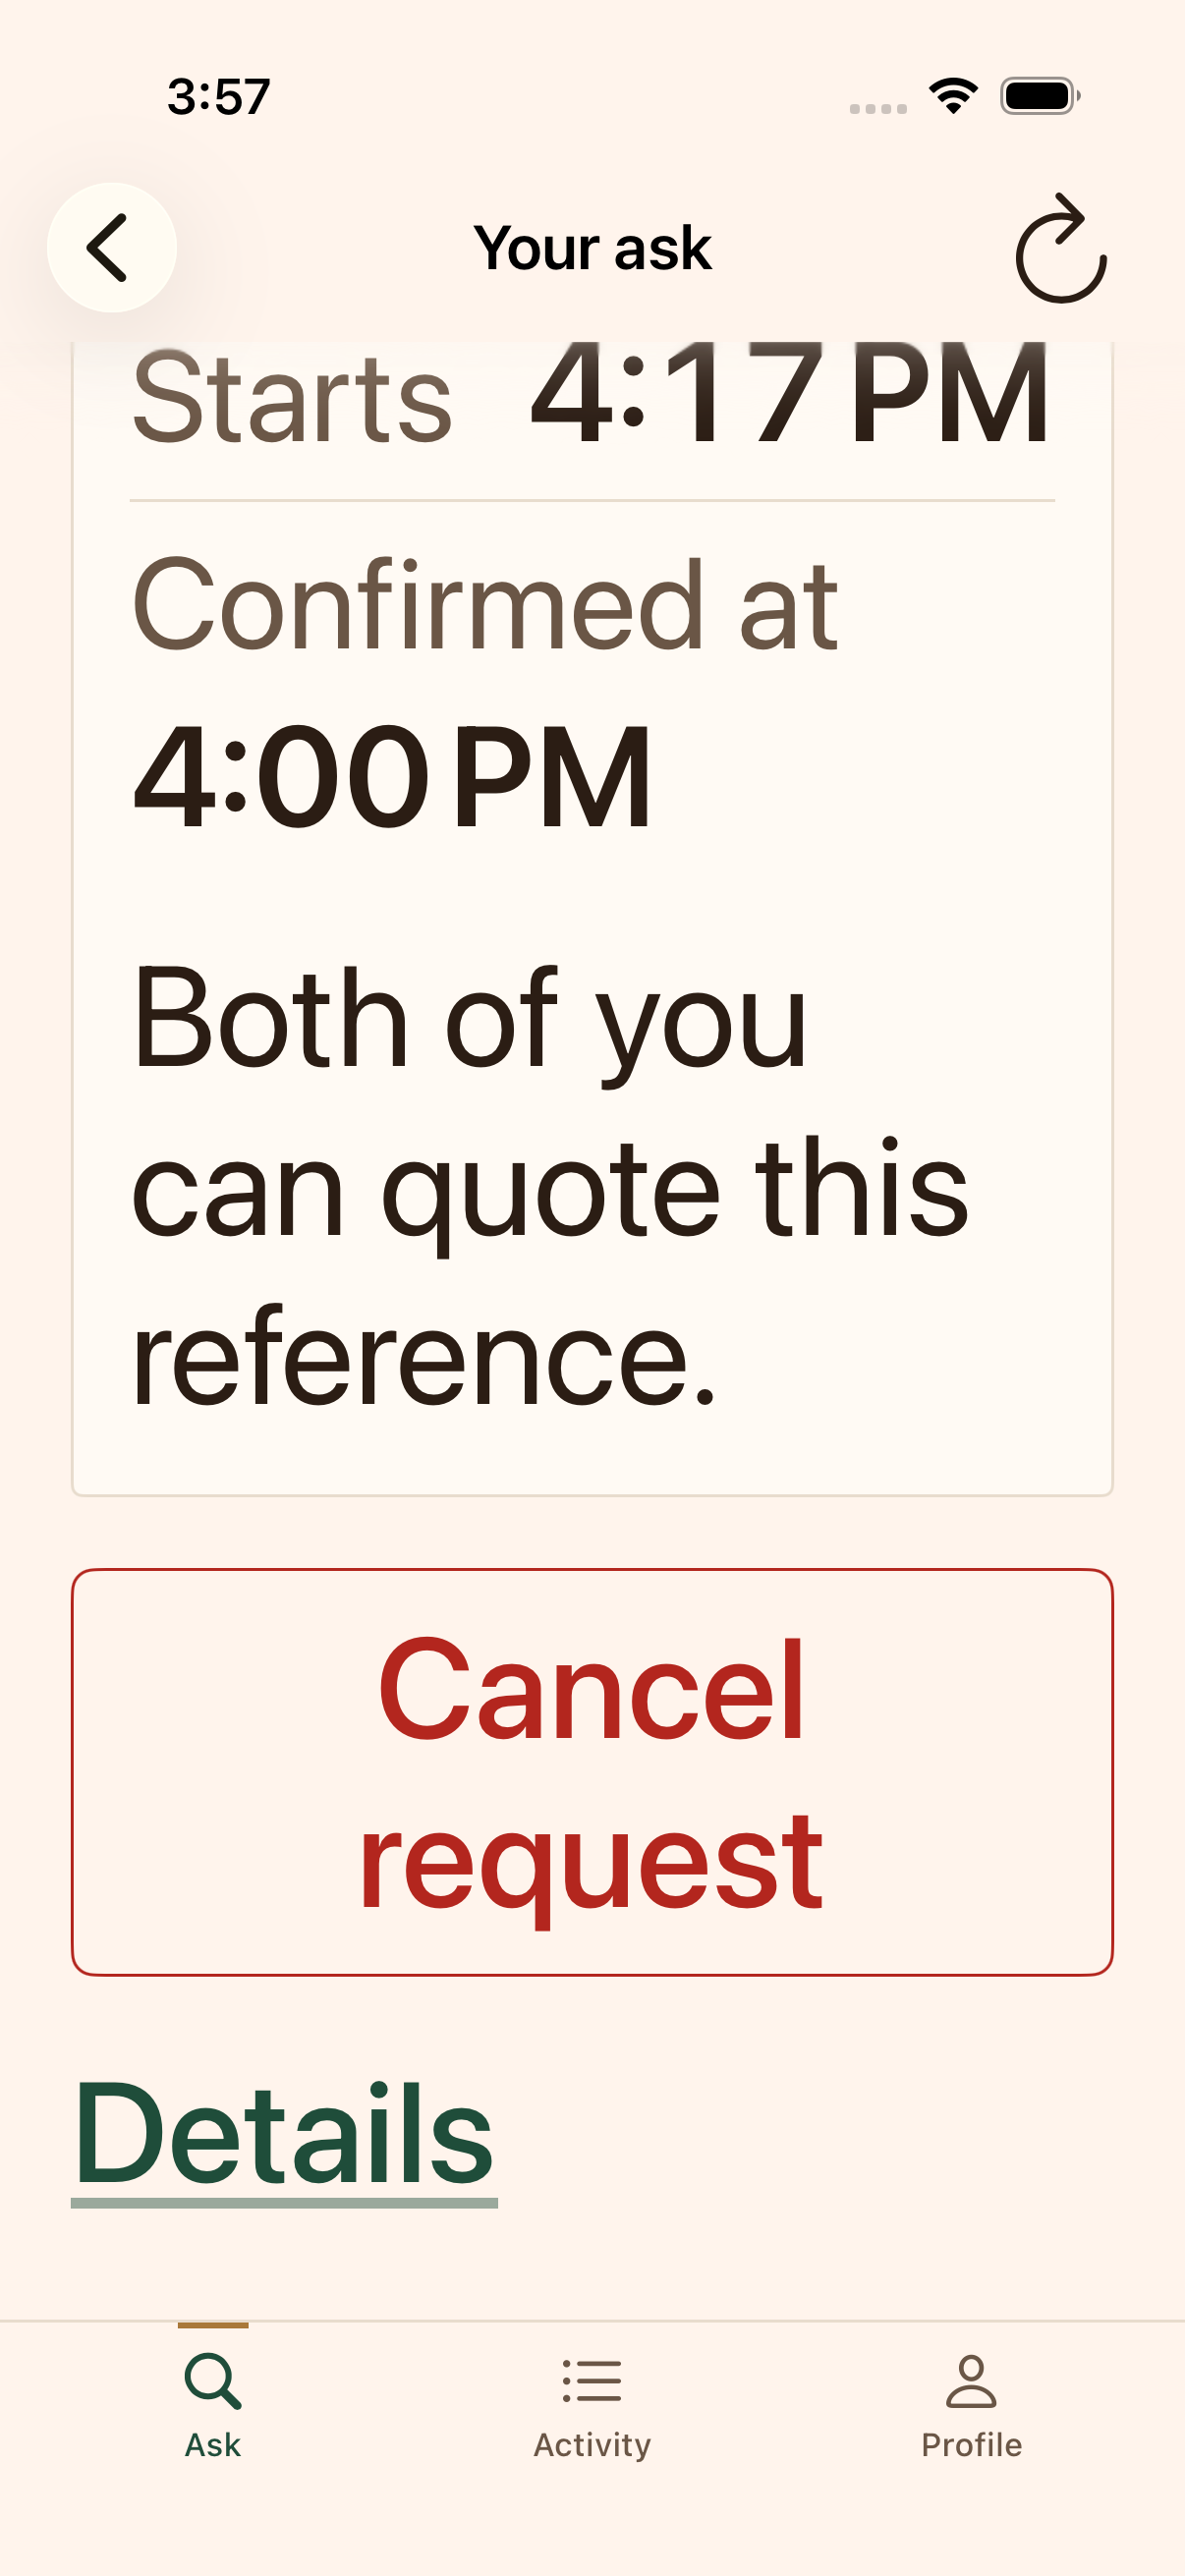 3:57
Your ask
Starts 4:17 PM
Confirmed at
4:00 PM
Both of you
can quote this
reference.
Cancel
request
Details
Ask Activity Profile